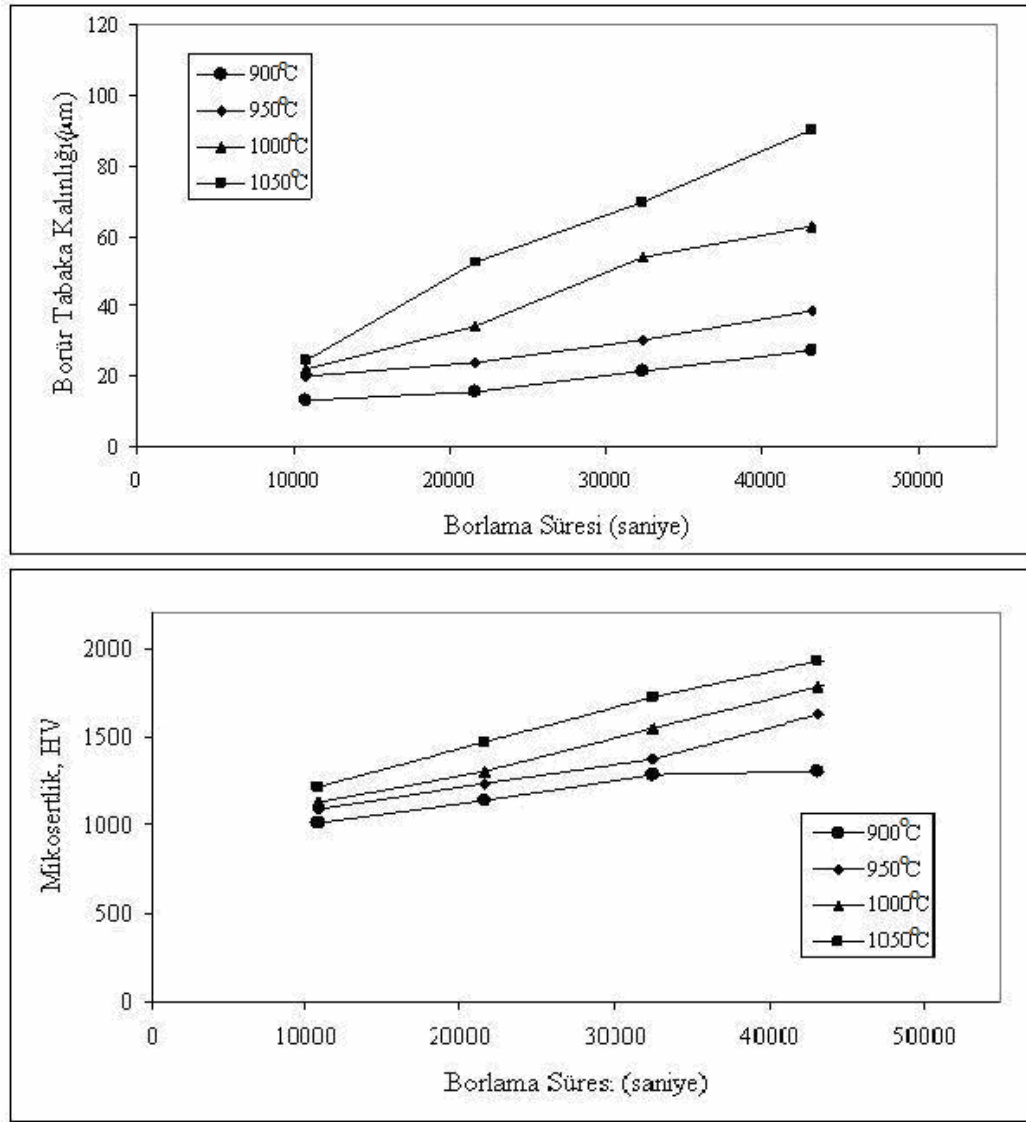 120
100
80
60
40
20
0
Borür Tabaka Kalınlığı(μm)
900°C
950°C
1000°C
1050°C
0 10000 20000 30000 40000 50000
Borlama Süresi (saniye)
2000
1500
1000
500
0
Mikosertlik, HV
900°C
950°C
1000°C
1050°C
0 10000 20000 30000 40000 50000
Borlama Süres: (saniye)